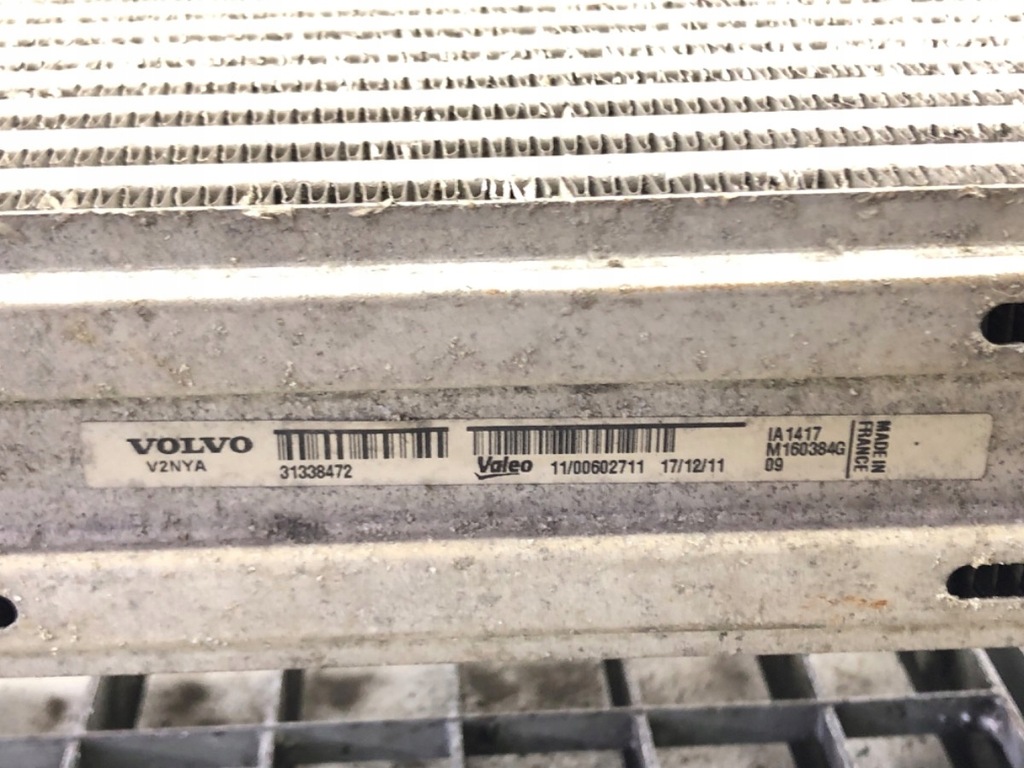 VOLVO
V2NYA
31338472
Valeo 11/00602711 17/12/11
IA1417
M160384G
09
MADE IN
FRANCE